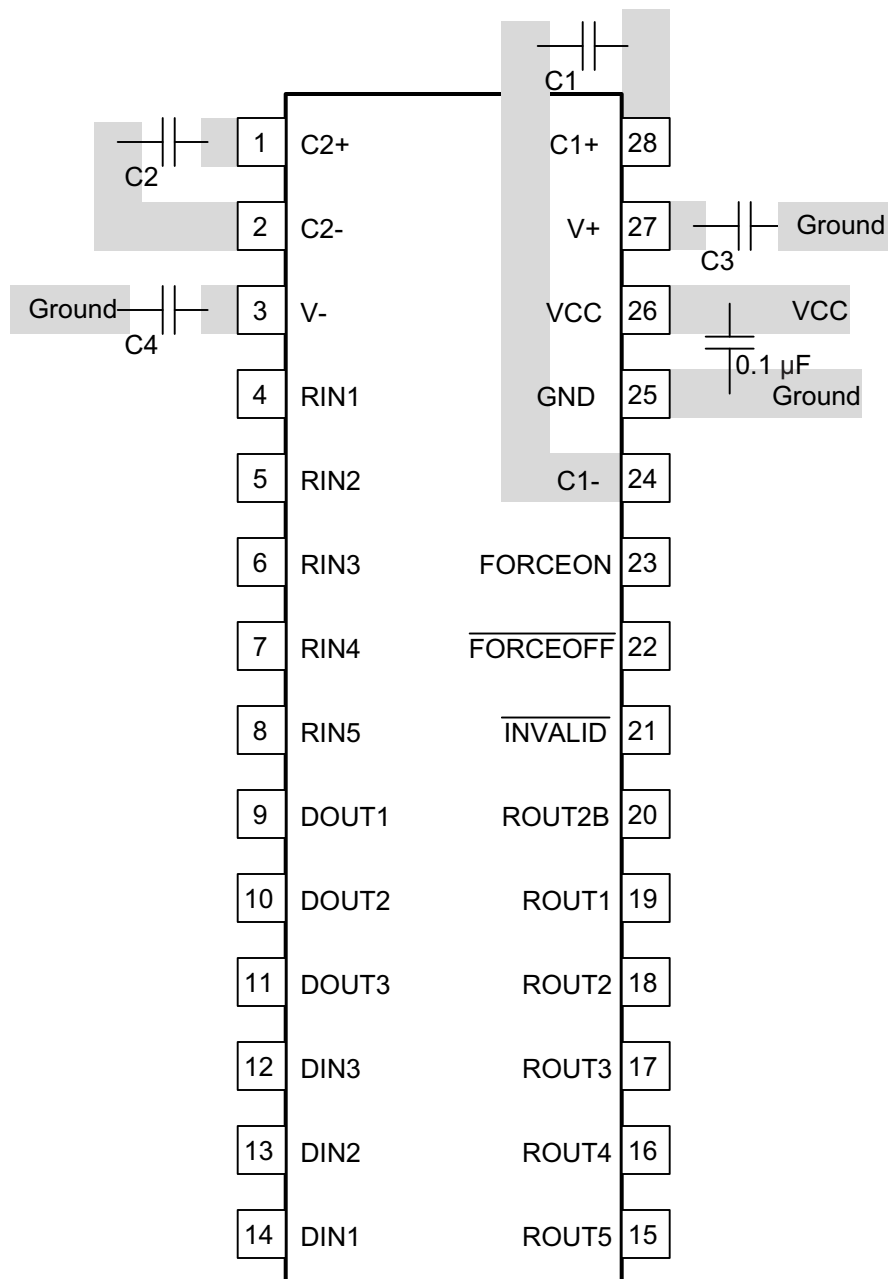 C1
1 C2+ C1+ 28
C2
2 C2- V+ 27 Ground
C3
Ground 3 V- VCC 26 VCC
C4
0.1 µF
4 RIN1 GND 25 Ground
5 RIN2 C1- 24
6 RIN3 FORCEON 23
7 RIN4 FORCEOFF 22
8 RIN5 INVALID 21
9 DOUT1 ROUT2B 20
10 DOUT2 ROUT1 19
11 DOUT3 ROUT2 18
12 DIN3 ROUT3 17
13 DIN2 ROUT4 16
14 DIN1 ROUT5 15